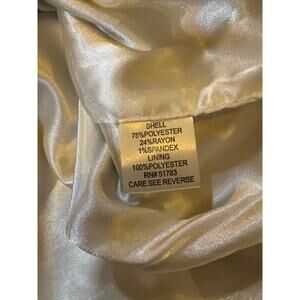 SHELL
75%POLYESTER
24%RAYON
1%SPANDEX
LINING
100%POLYESTER
RN# 51783
CARE SEE REVERSE